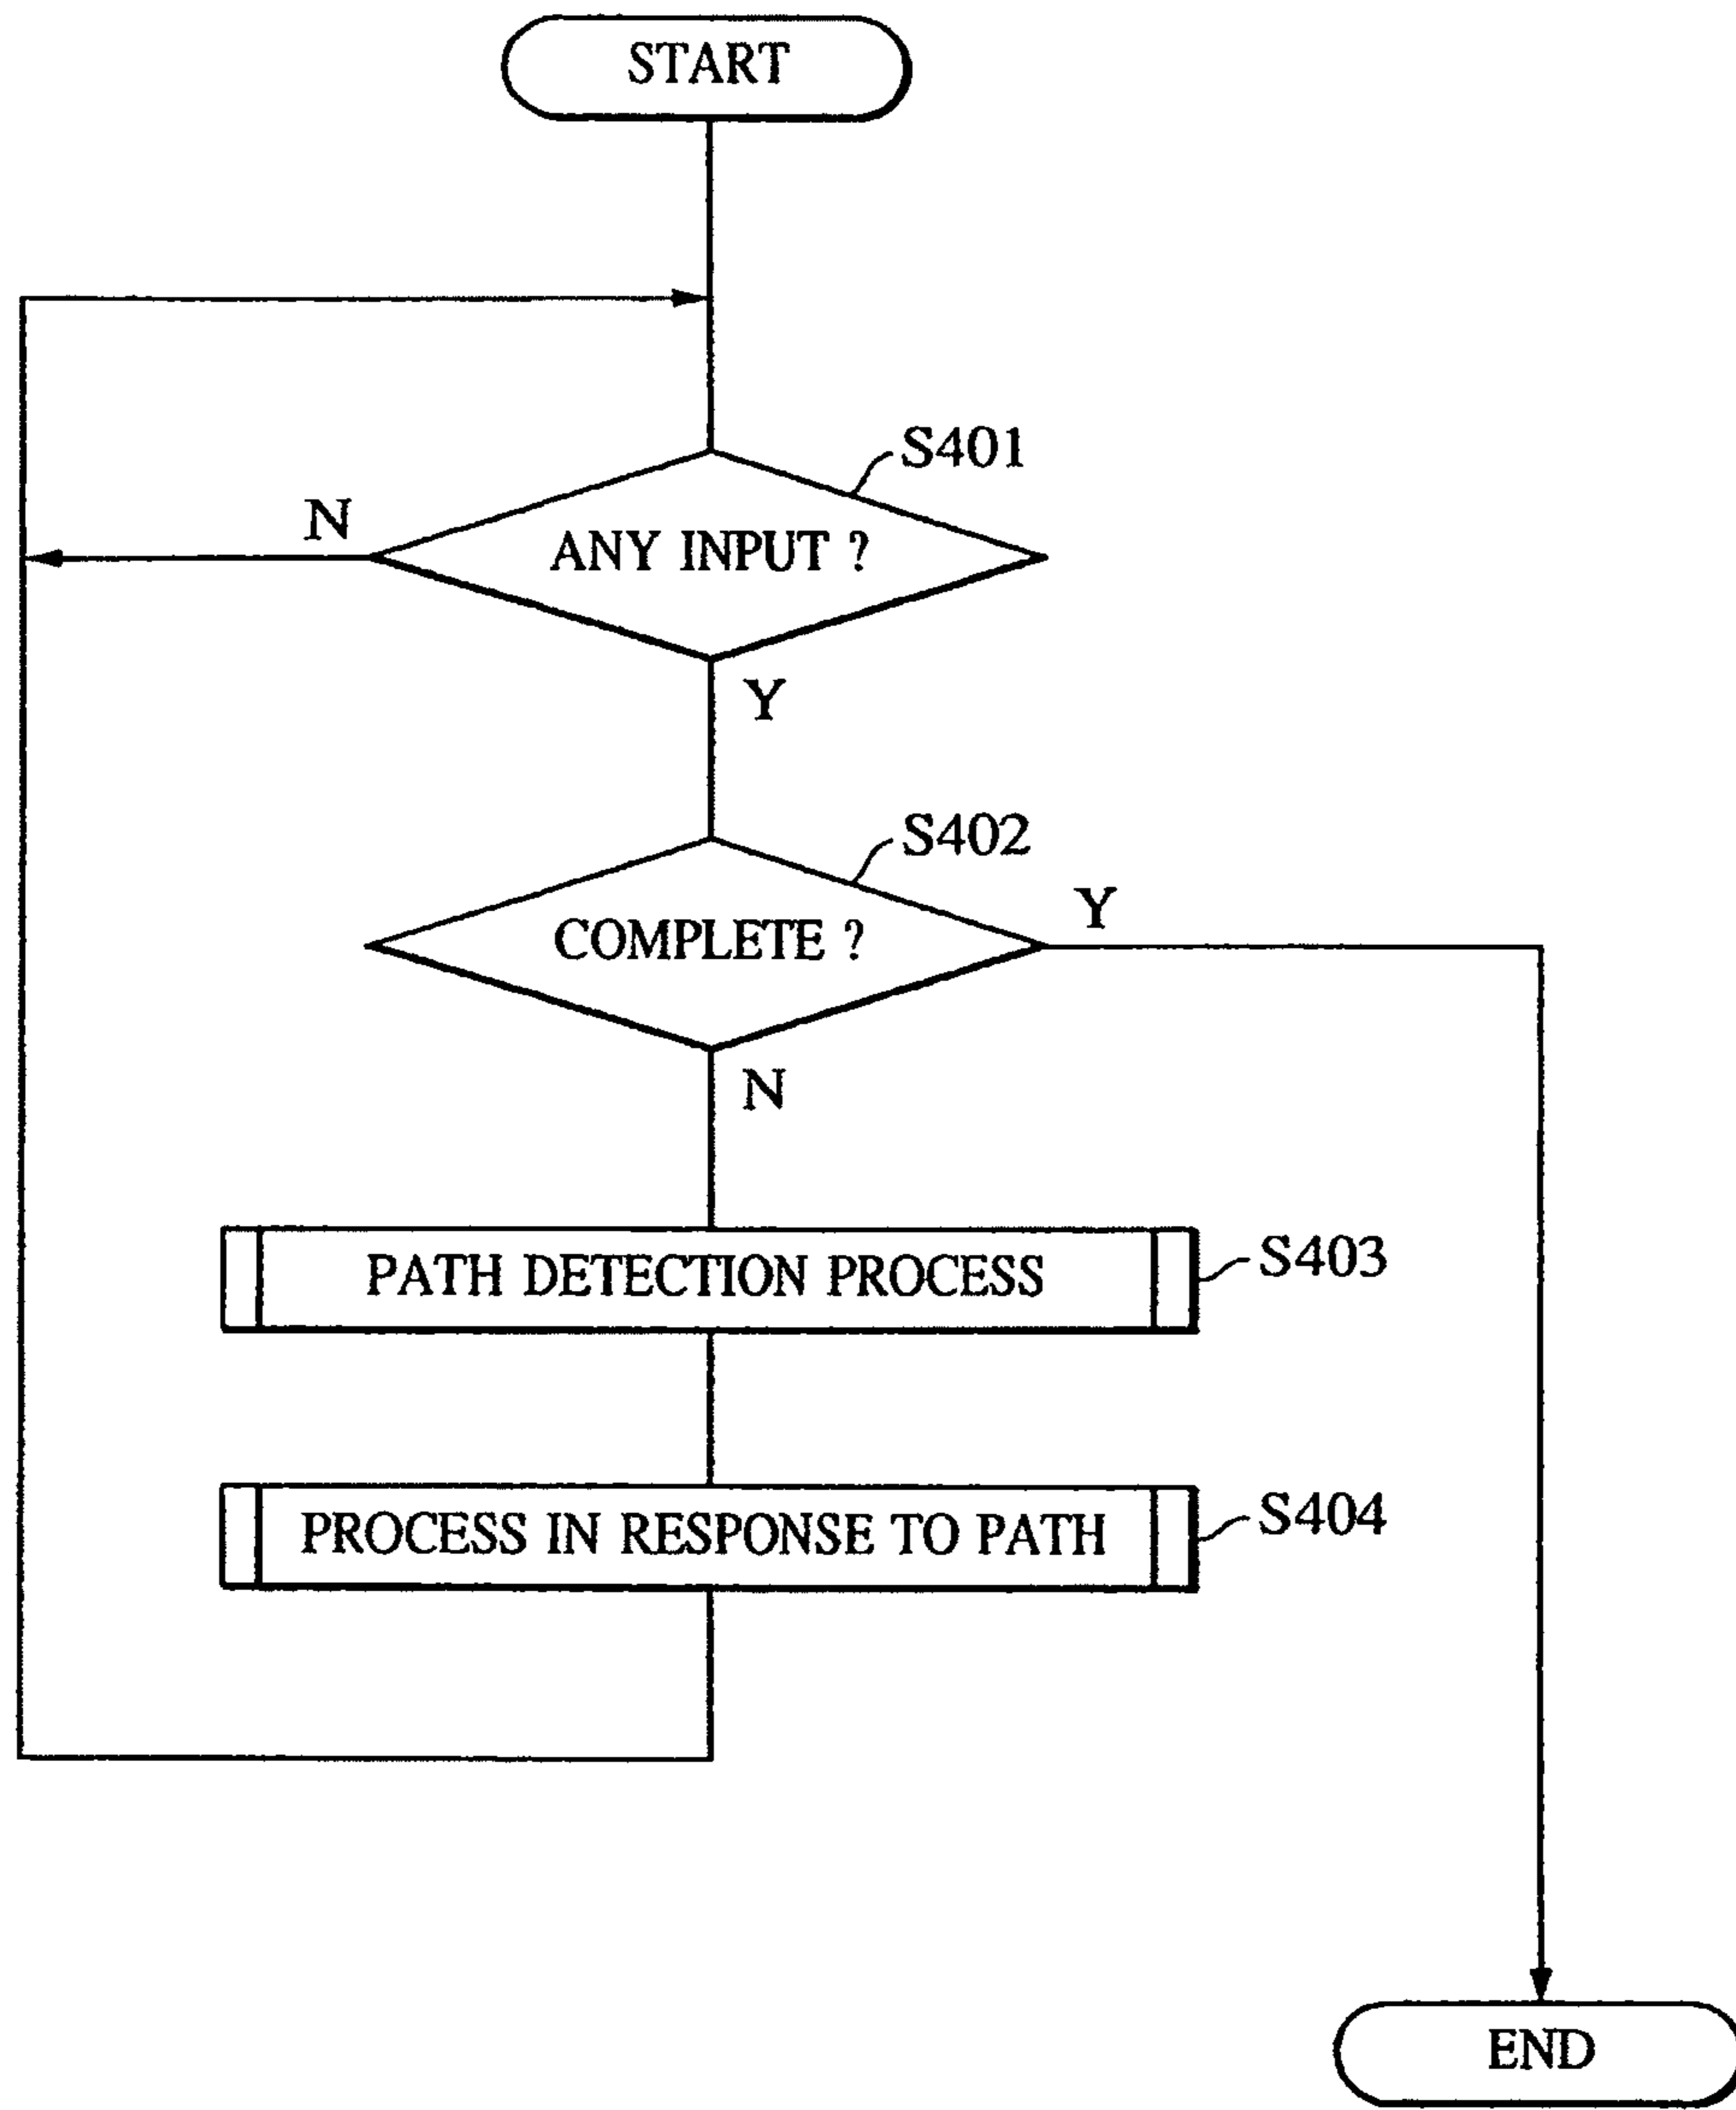 START
S401
N
ANY INPUT ?
Y
S402
Y
COMPLETE ?
N
PATH DETECTION PROCESS
S403
PROCESS IN RESPONSE TO PATH
S404
END